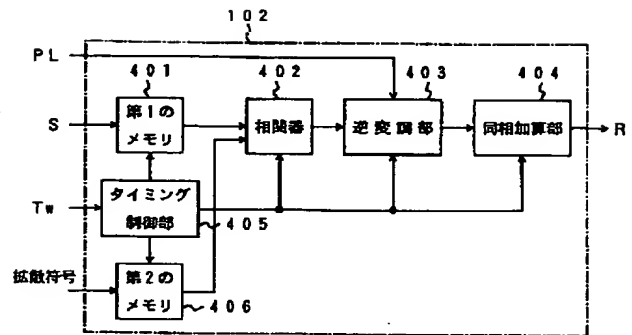 102
PL
401
402
403
404
S
第1の
メモリ
相関器
逆変調部
同相加算部
R
Tw
タイミング
制御部
405
拡散符号
第2の
メモリ
406